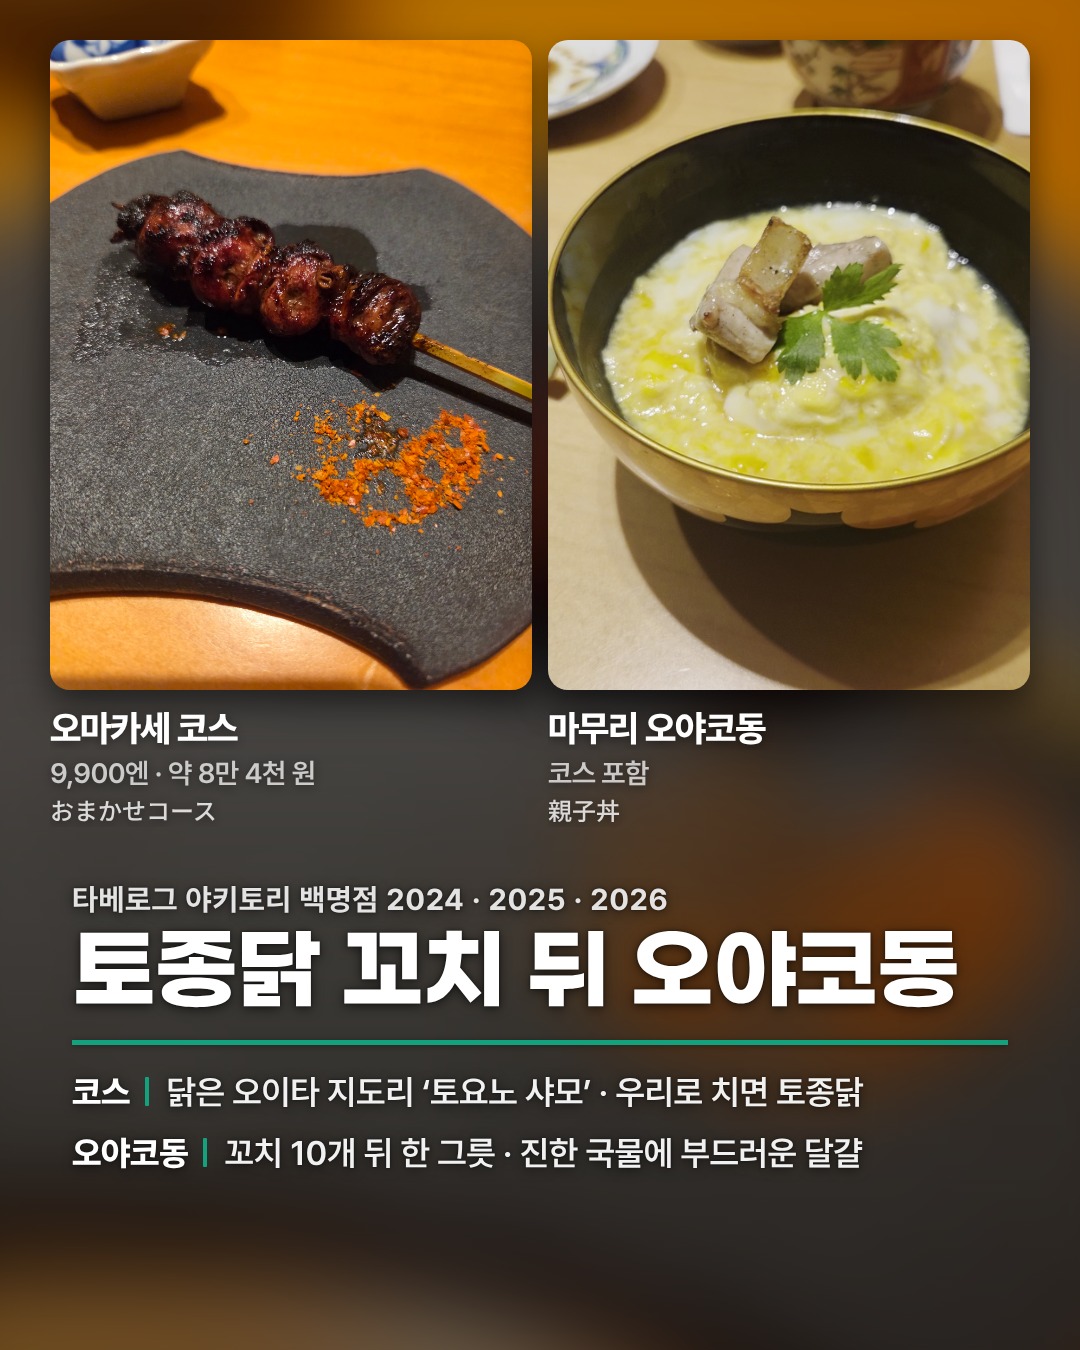 오마카세 코스
9,900엔 · 약 8만 4천 원
おまかせコース
마무리 오야코동
코스 포함
親子丼
타베로그 야키토리 백명점 2024 · 2025 · 2026
토종닭 꼬치 뒤 오야코동
코스 | 닭은 오이타 지도리 ‘토요노 샤모’ · 우리로 치면 토종닭
오야코동 | 꼬치 10개 뒤 한 그릇 · 진한 국물에 부드러운 달걀